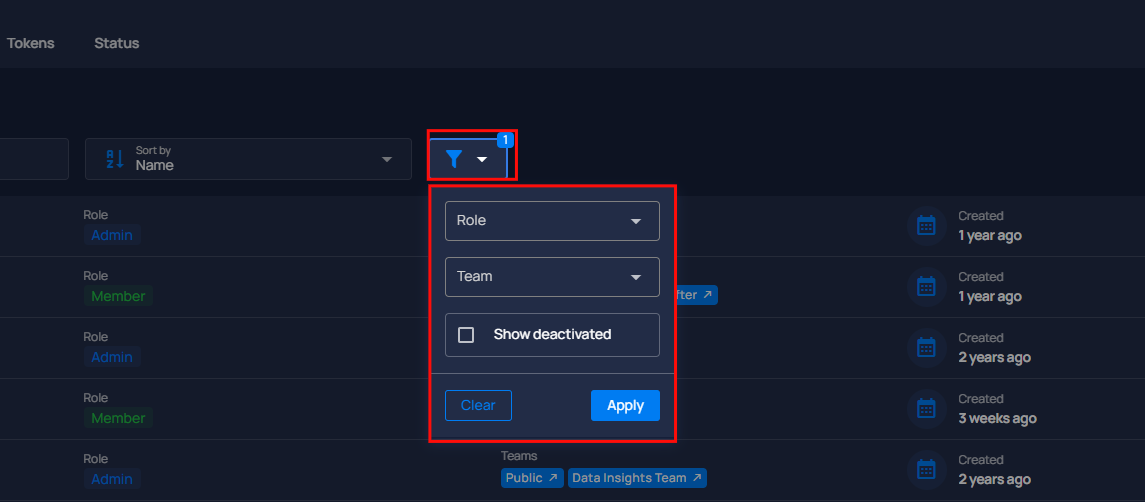 Tokens Status
1
Sort by
Name
Role
Admin
Role
Team
Show deactivated
Clear Apply
Created
1 year ago
Role
Member
Created
1 year ago
Role
Admin
Created
2 years ago
Role
Member
Created
3 weeks ago
Role
Admin
Teams
Public Data Insights Team
Created
2 years ago